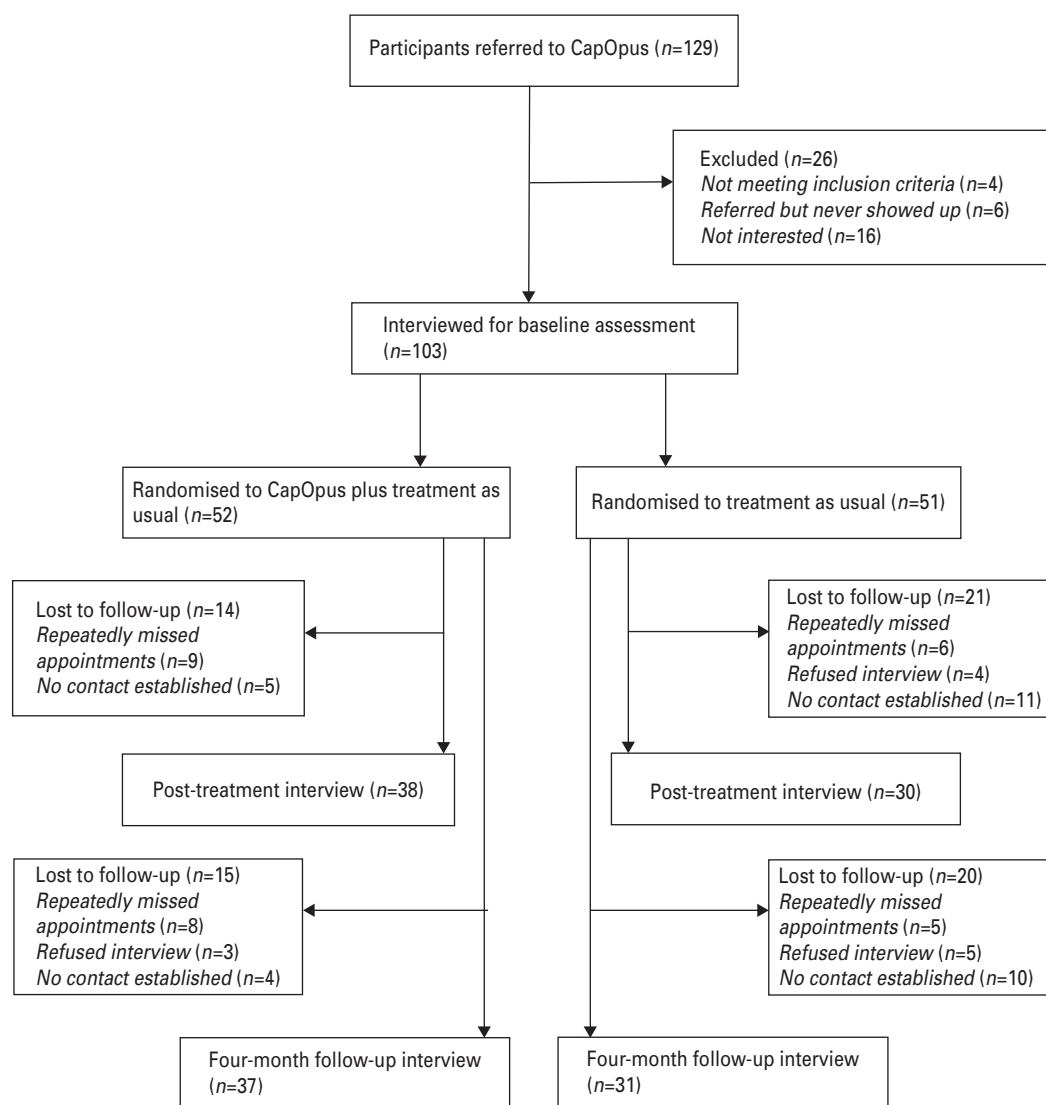 Participants referred to CapOpus (n=129)
Excluded (n=26)
Not meeting inclusion criteria (n=4)
Referred but never showed up (n=6)
Not interested (n=16)
Interviewed for baseline assessment
(n=103)
Randomised to CapOpus plus treatment as
usual (n=52)
Randomised to treatment as usual (n=51)
Lost to follow-up (n=14)
Repeatedly missed
appointments (n=9)
No contact established (n=5)
Lost to follow-up (n=21)
Repeatedly missed
appointments (n=6)
Refused interview (n=4)
No contact established (n=11)
Post-treatment interview (n=38)
Post-treatment interview (n=30)
Lost to follow-up (n=15)
Repeatedly missed
appointments (n=8)
Refused interview (n=3)
No contact established (n=4)
Lost to follow-up (n=20)
Repeatedly missed
appointments (n=5)
Refused interview (n=5)
No contact established (n=10)
Four-month follow-up interview
(n=37)
Four-month follow-up interview
(n=31)